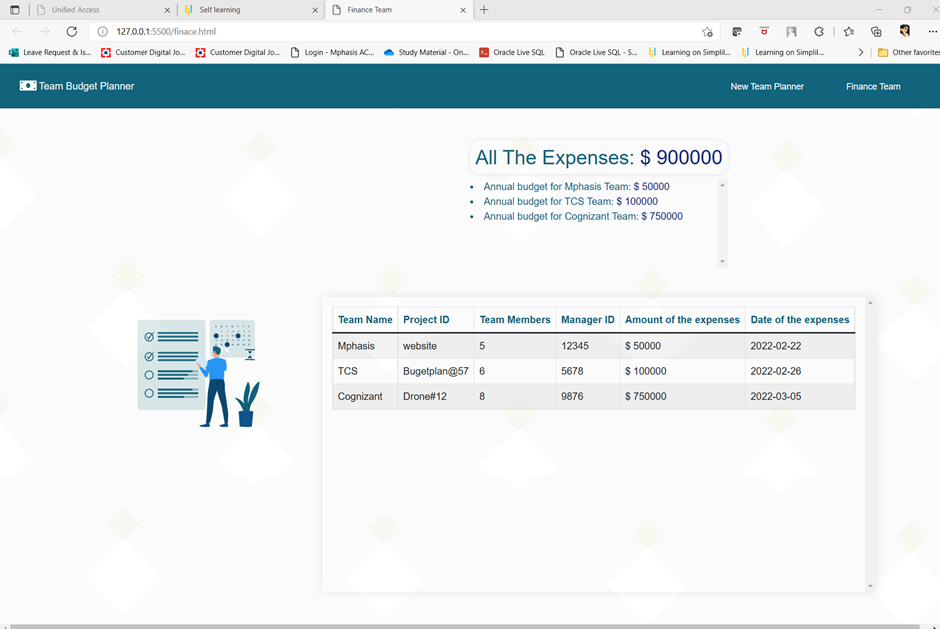 Unified Access
Self learning
Finance Team
127.0.0.1:5500/finace.html
Leave Request & Is...
Customer Digital Jo...
Customer Digital Jo...
Login - Mphasis AC...
Study Material - On...
Oracle Live SQL
Oracle Live SQL - S...
Learning on Simplil...
Learning on Simplil...
Other favorites
Team Budget Planner
New Team Planner
Finance Team
All The Expenses: $ 900000
• Annual budget for Mphasis Team: $ 50000
• Annual budget for TCS Team: $ 100000
• Annual budget for Cognizant Team: $ 750000
Team Name Project ID Team Members Manager ID Amount of the expenses Date of the expenses
Mphasis website 5 12345 $ 50000 2022-02-22
TCS Bugetplan@57 6 5678 $ 100000 2022-02-26
Cognizant Drone#12 8 9876 $ 750000 2022-03-05